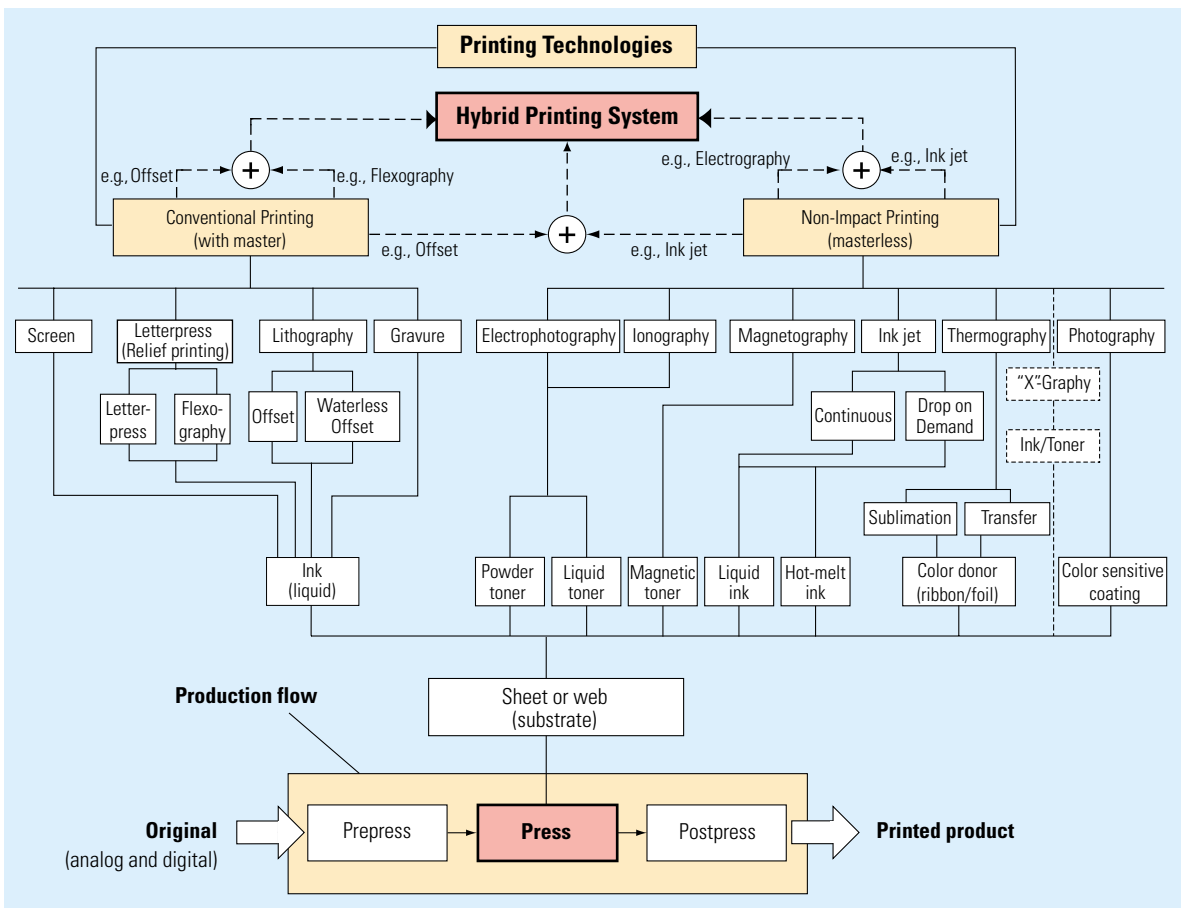 Printing Technologies
Hybrid Printing System
e.g., Offset
e.g., Flexography
e.g., Electrography
e.g., Ink jet
+
+
Conventional Printing
(with master)
e.g., Offset
+
e.g., Ink jet
Non-Impact Printing
(masterless)
Screen
Letterpress
(Relief printing)
Lithography
Gravure
Electrophotography
Ionography
Magnetography
Ink jet
Thermography
Photography
Letter-
press
Flexo-
graphy
Offset
Waterless
Offset
Continuous
Drop on
Demand
"X"-Graphy
Ink/Toner
Sublimation
Transfer
Ink
(liquid)
Powder
toner
Liquid
toner
Magnetic
toner
Liquid
ink
Hot-melt
ink
Color donor
(ribbon/foil)
Color sensitive
coating
Sheet or web
(substrate)
Production flow
Original
(analog and digital)
Prepress
Press
Postpress
Printed product